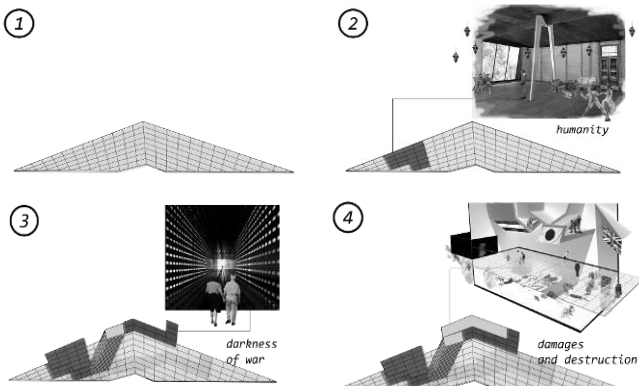 1
2
humanity
3
darkness
of war
4
damages
and destruction